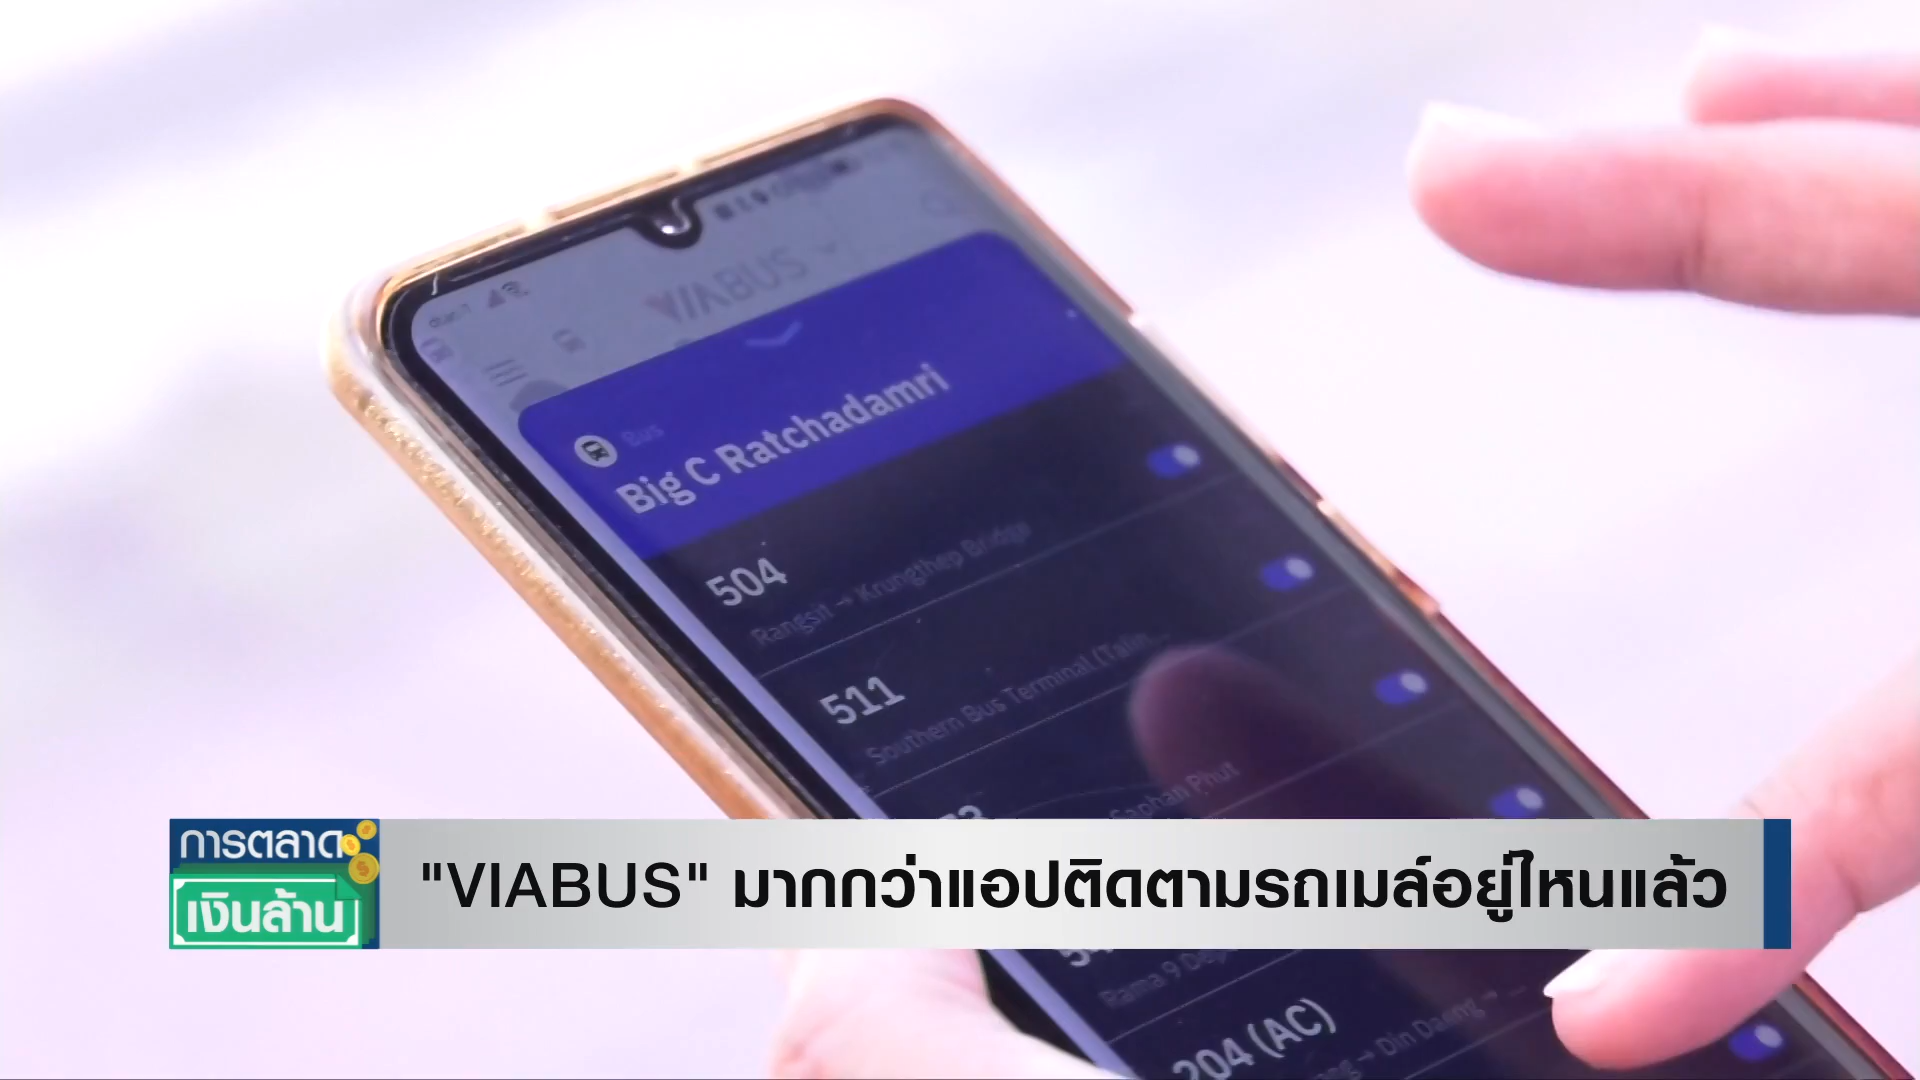 VIABUS
Bus
Big C Ratchadamri
504
Rangsit → Krungthep Bridge
511
Southern Bus Terminal (Talin...
Saphan Phut
Rama 9
204 (AC)
→ Din Daeng → ...
การตลาด
เงินล้าน
"VIABUS" มากกว่าแอปติดตามรถเมล์อยู่ไหนแล้ว